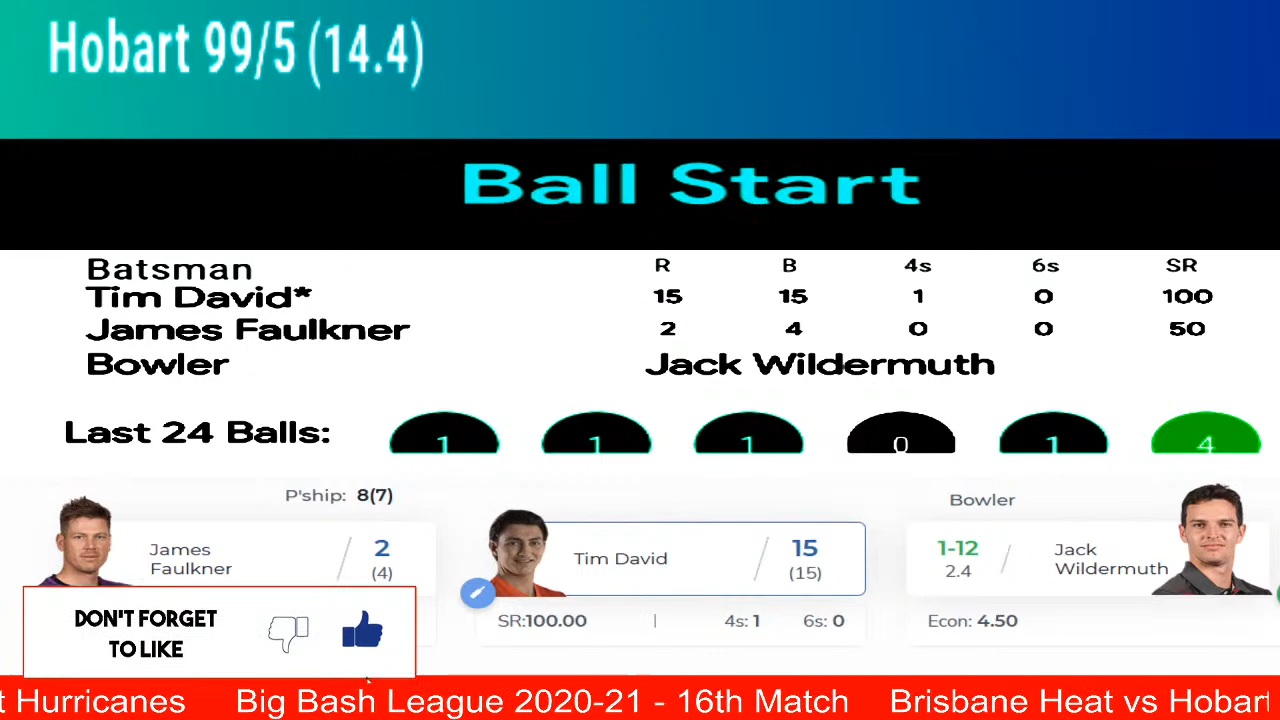 Hobart 99/5 (14.4)
Ball Start
Batsman R B 4s 6s SR
Tim David* 15 15 1 0 100
James Faulkner 2 4 0 0 50
Bowler Jack Wildermuth
Last 24 Balls: 1 1 1 0 1 4
P'ship: 8(7)
James
Faulkner
2
(4)
Tim David
15
(15)
SR:100.00 | 4s: 1 6s: 0
Bowler
1-12
2.4
Jack
Wildermuth
Econ: 4.50
DON'T FORGET
TO LIKE
t Hurricanes Big Bash League 2020-21 - 16th Match Brisbane Heat vs Hobart